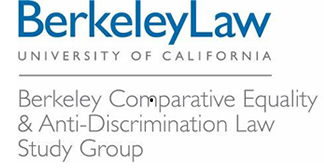 BerkeleyLaw
UNIVERSITY OF CALIFORNIA
Berkeley Comparative Equality
& Anti-Discrimination Law
Study Group